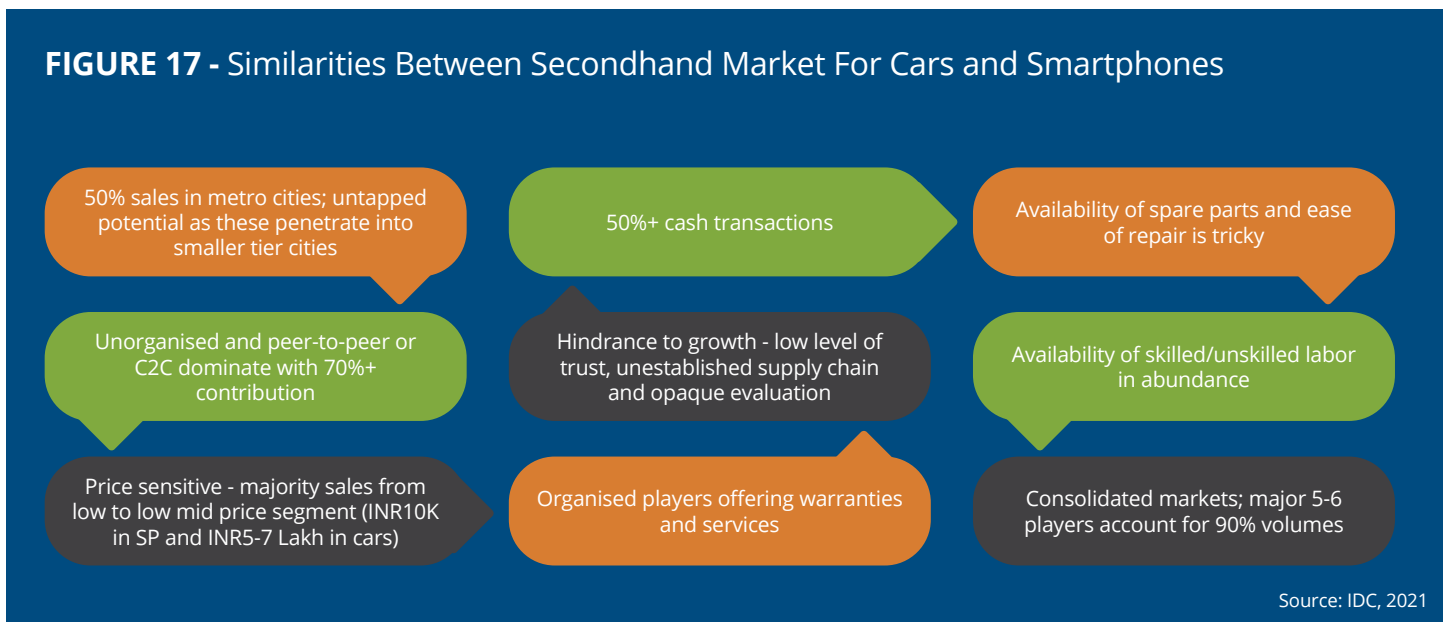 FIGURE 17 - Similarities Between Secondhand Market For Cars and Smartphones
50% sales in metro cities; untapped
potential as these penetrate into
smaller tier cities
Unorganised and peer-to-peer or
C2C dominate with 70%+
contribution
Price sensitive - majority sales from
low to low mid price segment (INR10K
in SP and INR5-7 Lakh in cars)
Organised players offering warranties
and services
Hindrance to growth - low level of
trust, unestablished supply chain
and opaque evaluation
50%+ cash transactions
Availability of spare parts and ease
of repair is tricky
Availability of skilled/unskilled labor
in abundance
Consolidated markets; major 5-6
players account for 90% volumes
Source: IDC, 2021